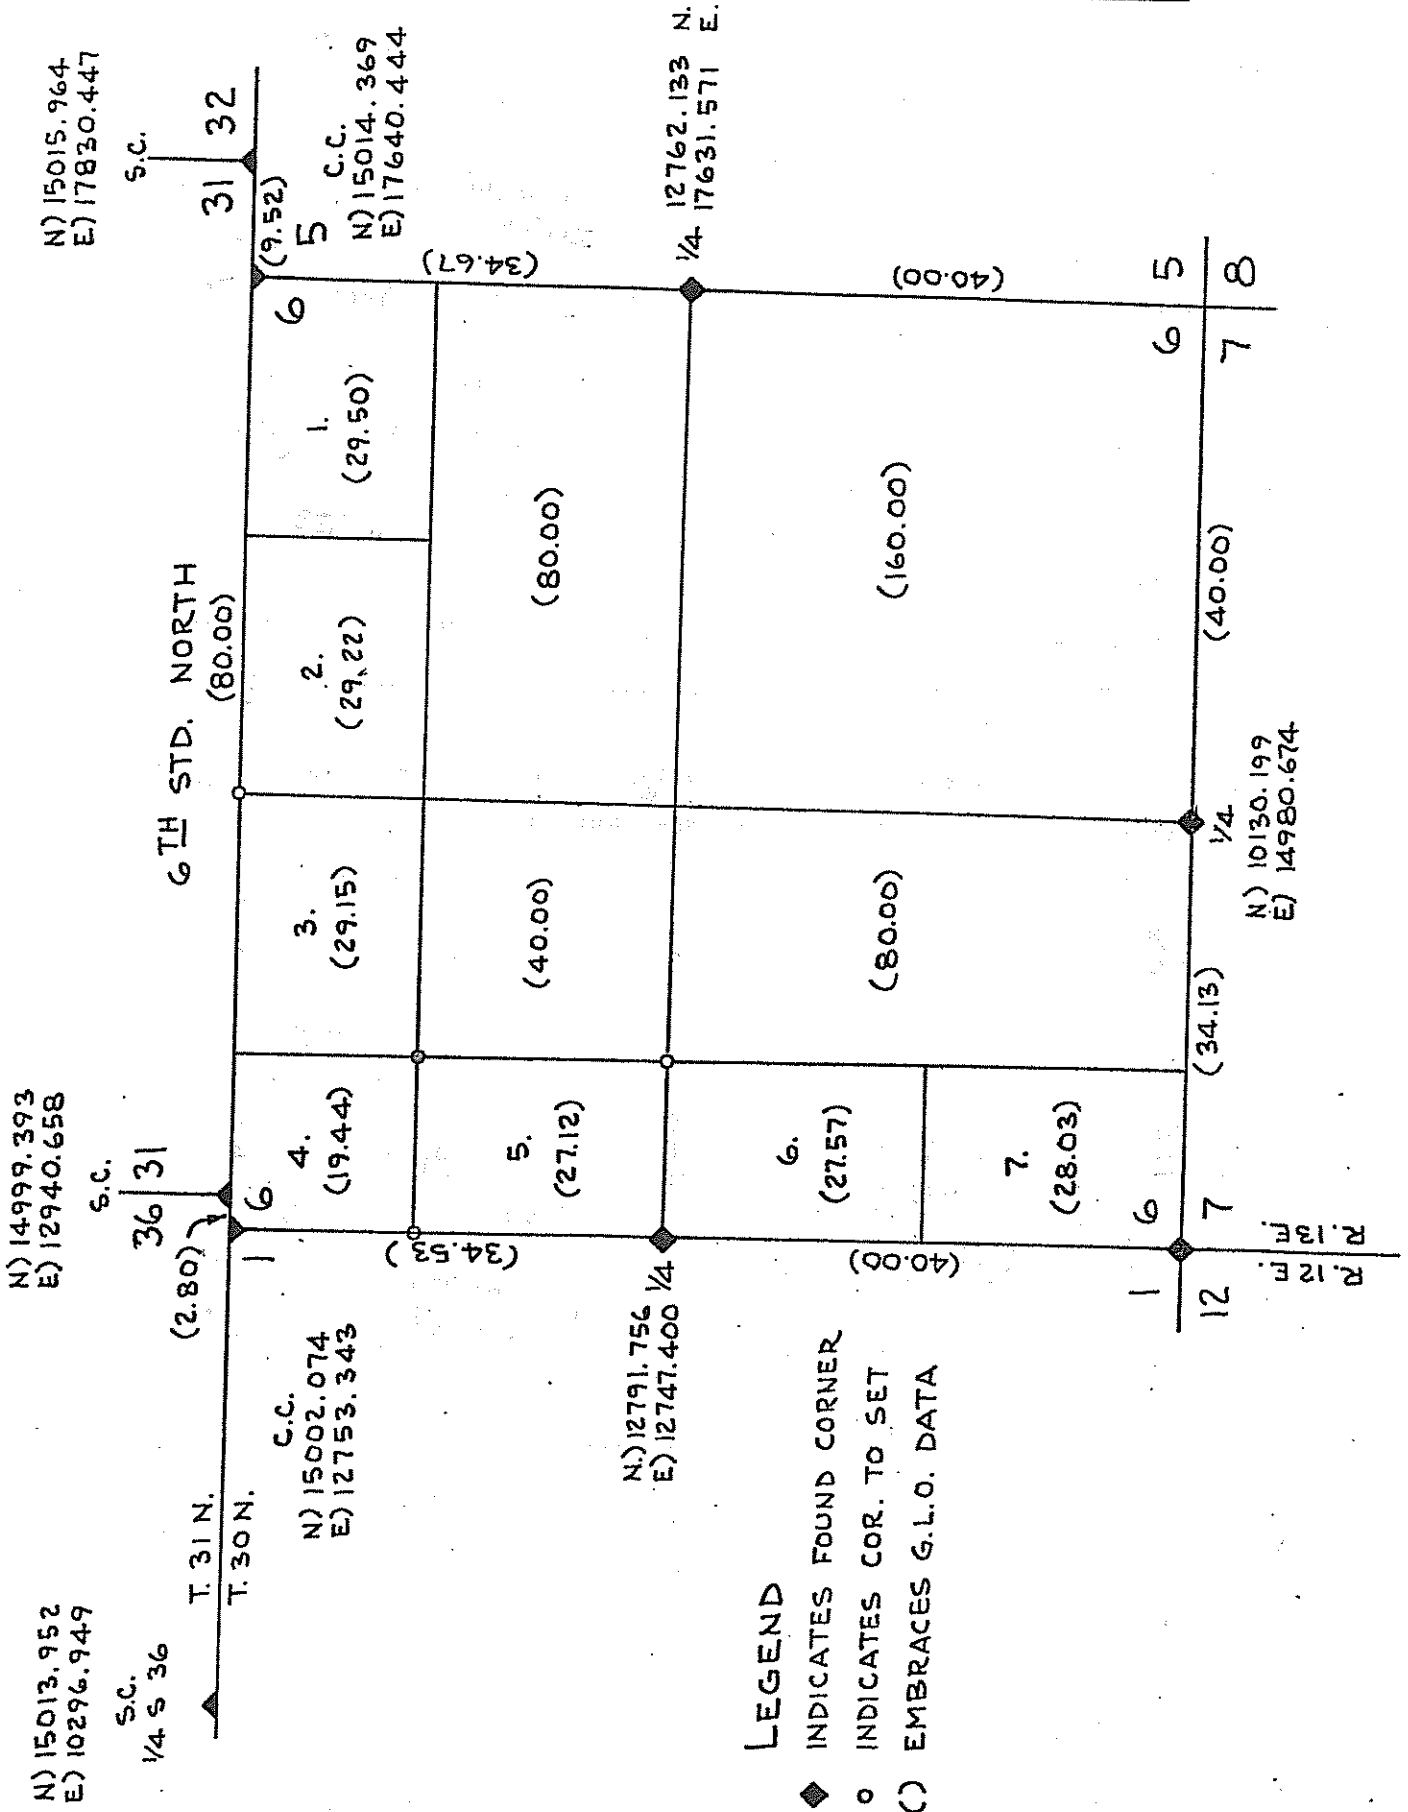 N) 15013.952
E) 10296.949
S.C.
1/4 S 36
T. 31 N.
T. 30 N.
N) 14999.393
E) 12940.658
S.C.
36 31
(2.80)
1 6
C.C.
N) 15002.074
E) 12753.343
6TH STD. NORTH
(80.00)
N) 15015.964
E) 17830.447
S.C.
31 32
(9.52)
6 5
C.C.
N) 15014.369
E) 17640.444
4.
(19.44)
3.
(29.15)
2.
(29.22)
1.
(29.50)
(34.53)
(34.67)
5.
(27.12)
(40.00)
(80.00)
N.) 12791.756
E) 12747.400 1/4
1/4 12762.133 N.
17631.571 E.
6.
(27.57)
(80.00)
(160.00)
(40.00)
(40.00)
7.
(28.03)
1 6
12 7
R. 12 E.
R. 13 E.
(34.13)
1/4
N) 10130.199
E) 14980.674
(40.00)
6 5
7 8
LEGEND
INDICATES FOUND CORNER
INDICATES COR. TO SET
() EMBRACES G.L.O. DATA